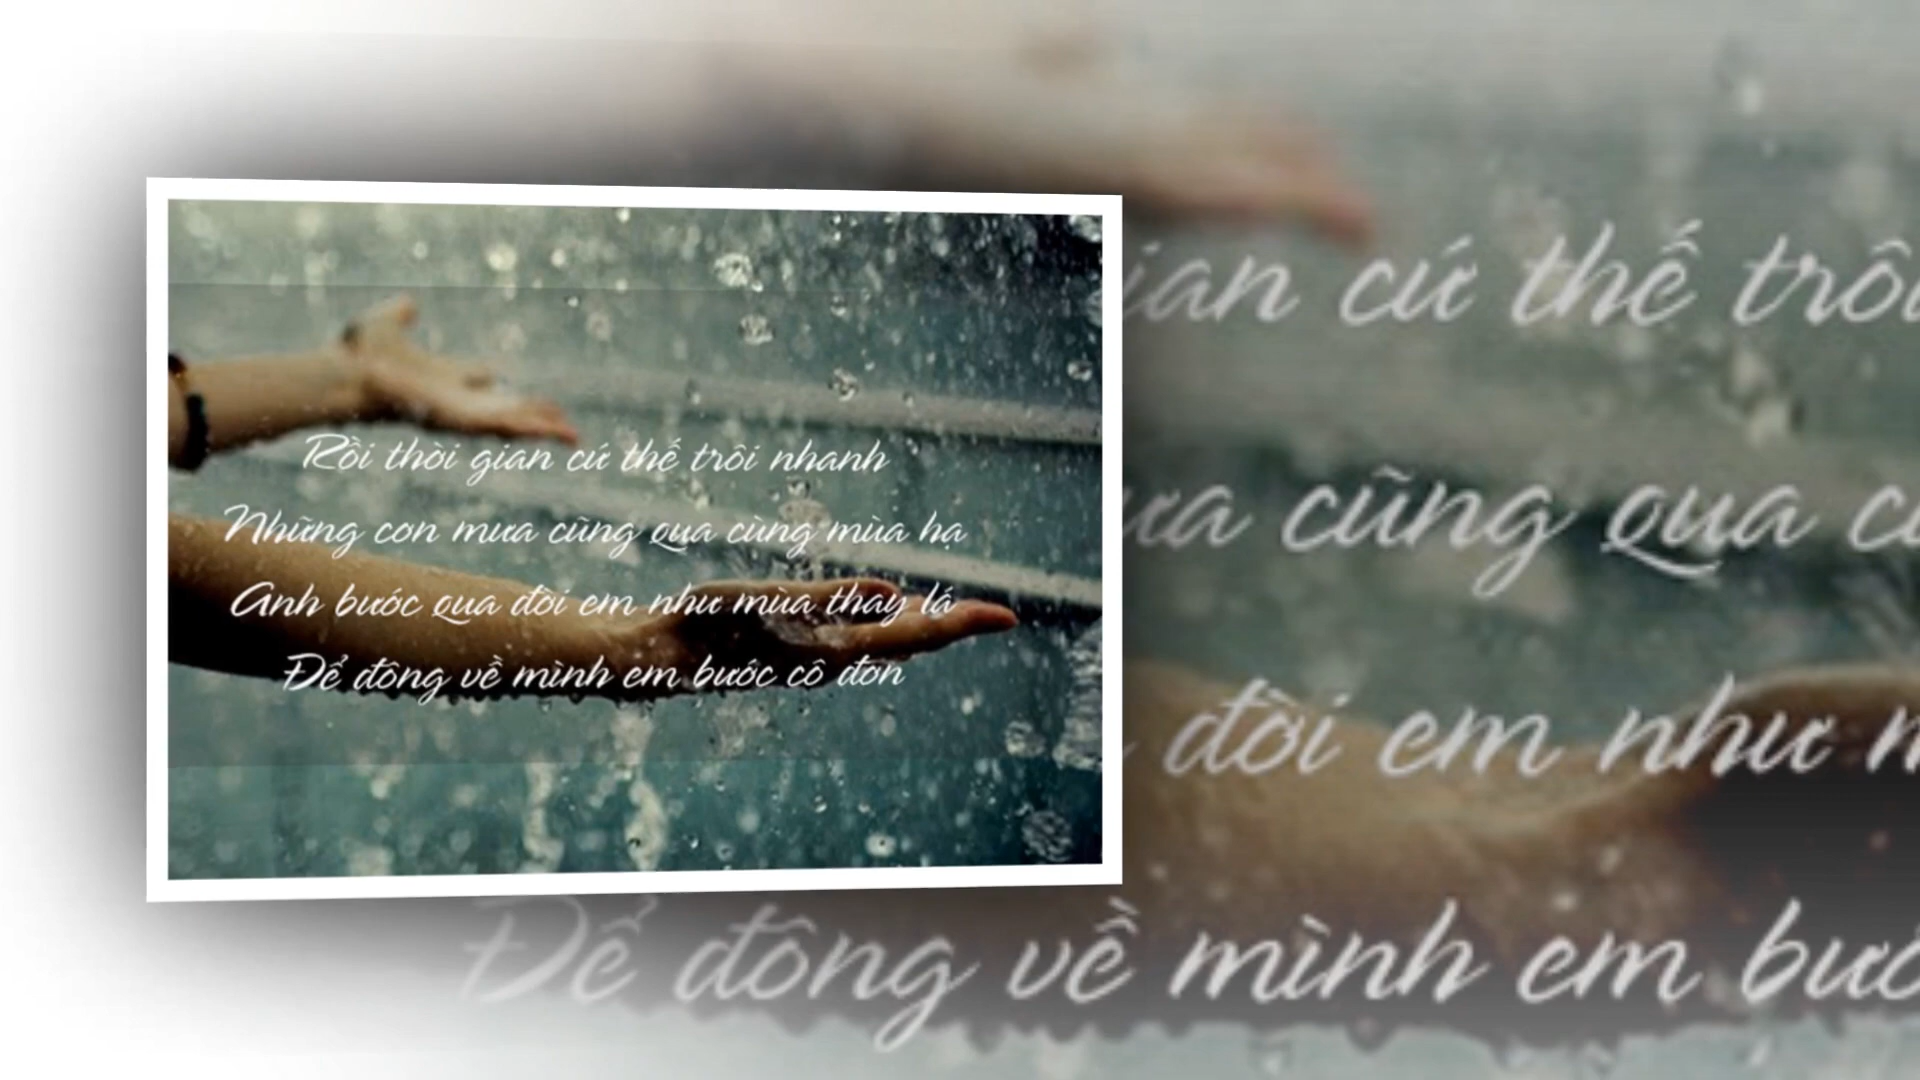 Rồi thời gian cứ thế trôi nhanh
Những cơn mưa cũng qua cùng mùa hạ
Anh bước qua đời em như mùa thay lá
Để đông về mình em bước cô đơn
gian cứ thế trôi
mưa cũng qua
đời em như
Để đông về mình em bước